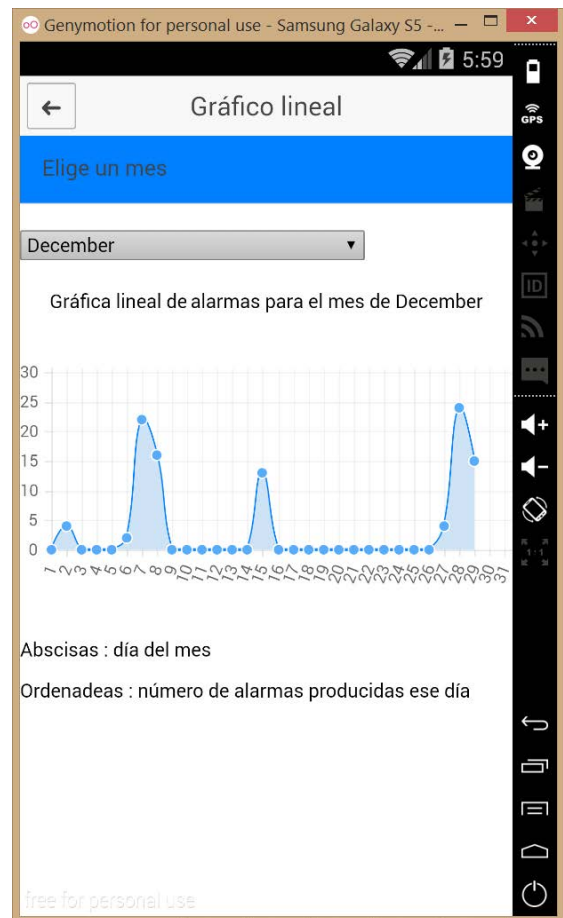 Genymotion for personal use - Samsung Galaxy S5 -...
5:59
Gráfico lineal
GPS
Elige un mes
December
ID
Gráfica lineal de alarmas para el mes de December
30
25
20
15
10
5
0
1 2 3 4 5 6 7 8 9 10 11 12 13 14 15 16 17 18 19 20 21 22 23 24 25 26 27 28 29 30 31
1:1
Abscisas : día del mes
Ordenadeas : número de alarmas producidas ese día
free for personal use